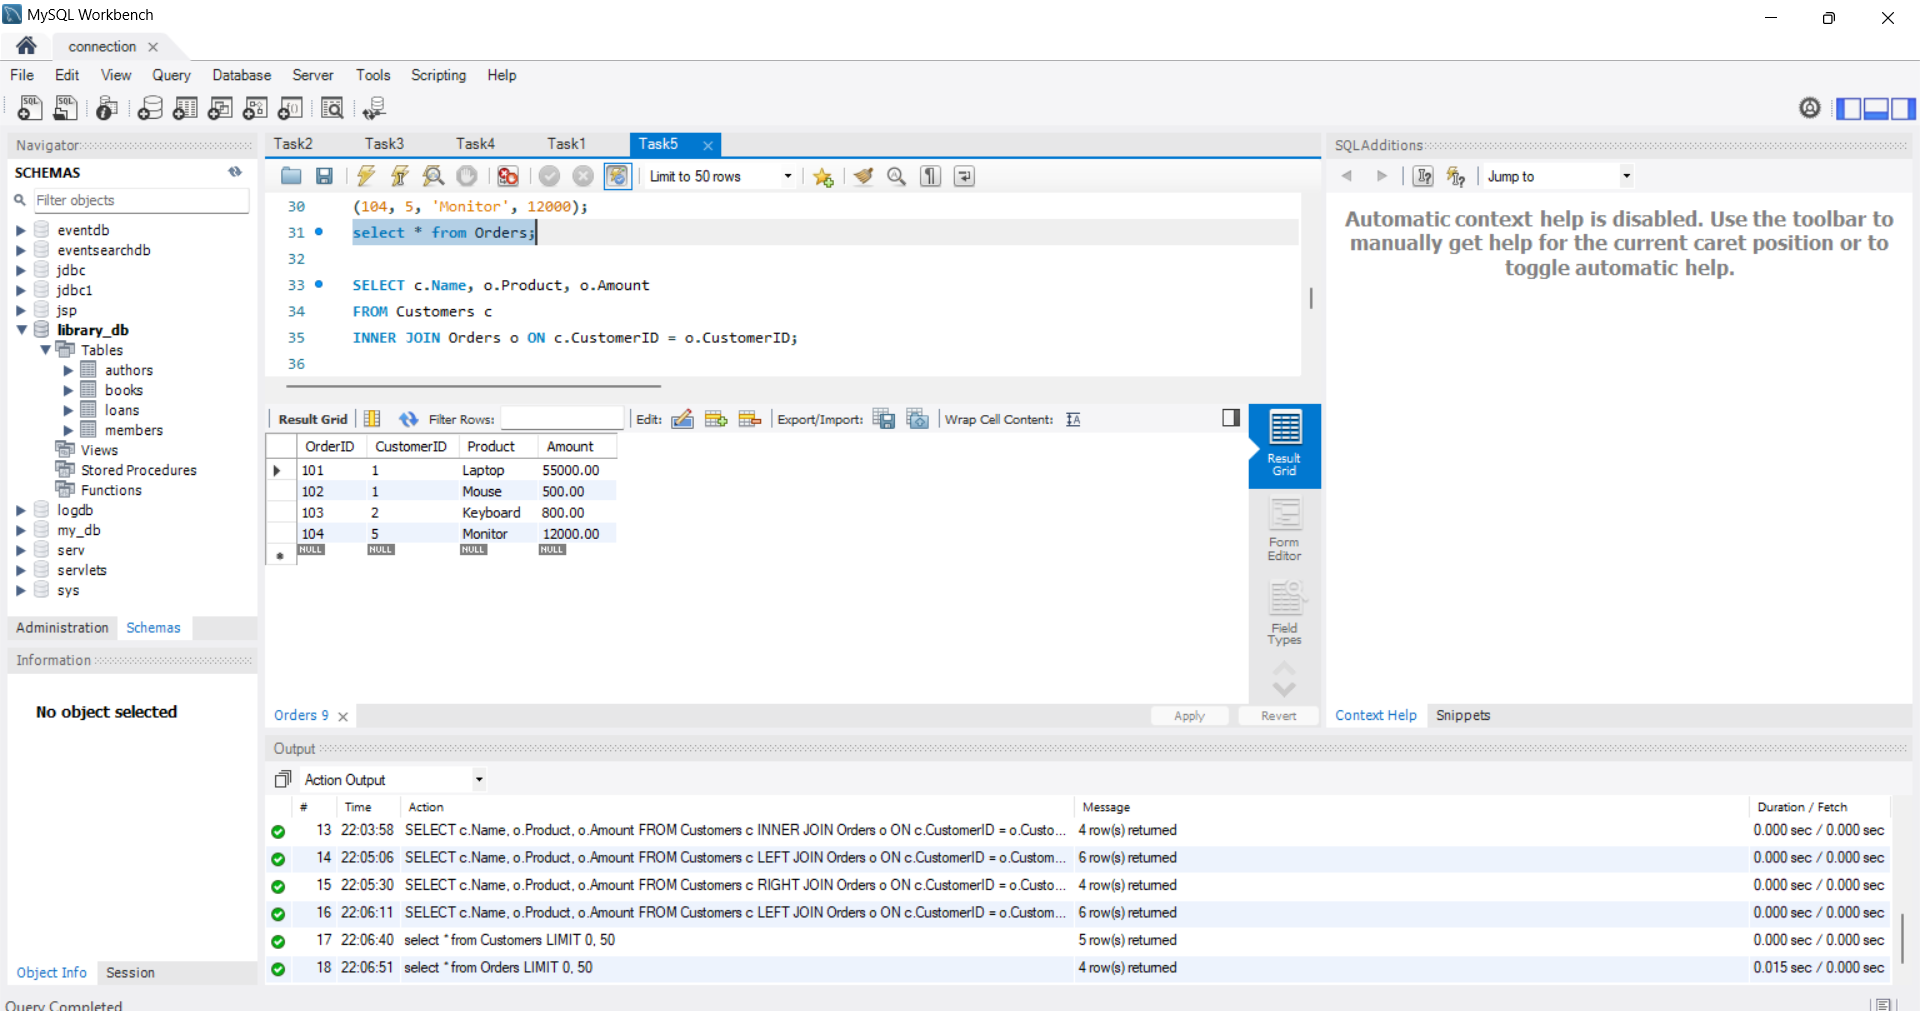 MySQL Workbench
connection
File Edit View Query Database Server Tools Scripting Help
Navigator
SCHEMAS
Filter objects
eventdb
eventsearchdb
jdbc
jdbc1
jsp
library_db
Tables
authors
books
loans
members
Views
Stored Procedures
Functions
logdb
my_db
serv
servlets
sys
Administration Schemas
Information
No object selected
Object Info Session
Query Completed
Task2 Task3 Task4 Task1 Task5
Limit to 50 rows
30 (104, 5, 'Monitor', 12000);
31 select * from Orders;
32
33 SELECT c.Name, o.Product, o.Amount
34 FROM Customers c
35 INNER JOIN Orders o ON c.CustomerID = o.CustomerID;
36
Result Grid Filter Rows: Edit: Export/Import: Wrap Cell Content:
OrderID CustomerID Product Amount
101 1 Laptop 55000.00
102 1 Mouse 500.00
103 2 Keyboard 800.00
104 5 Monitor 12000.00
NULL NULL NULL NULL
Result
Grid
Form
Editor
Field
Types
Orders 9 Apply Revert
SQLAdditions
Jump to
Automatic context help is disabled. Use the toolbar to
manually get help for the current caret position or to
toggle automatic help.
Context Help Snippets
Output
Action Output
# Time Action Message Duration / Fetch
13 22:03:58 SELECT c.Name, o.Product, o.Amount FROM Customers c INNER JOIN Orders o ON c.CustomerID = o.Custo... 4 row(s) returned 0.000 sec / 0.000 sec
14 22:05:06 SELECT c.Name, o.Product, o.Amount FROM Customers c LEFT JOIN Orders o ON c.CustomerID = o.Custom... 6 row(s) returned 0.000 sec / 0.000 sec
15 22:05:30 SELECT c.Name, o.Product, o.Amount FROM Customers c RIGHT JOIN Orders o ON c.CustomerID = o.Custo... 4 row(s) returned 0.000 sec / 0.000 sec
16 22:06:11 SELECT c.Name, o.Product, o.Amount FROM Customers c LEFT JOIN Orders o ON c.CustomerID = o.Custom... 6 row(s) returned 0.000 sec / 0.000 sec
17 22:06:40 select * from Customers LIMIT 0, 50 5 row(s) returned 0.000 sec / 0.000 sec
18 22:06:51 select * from Orders LIMIT 0, 50 4 row(s) returned 0.015 sec / 0.000 sec